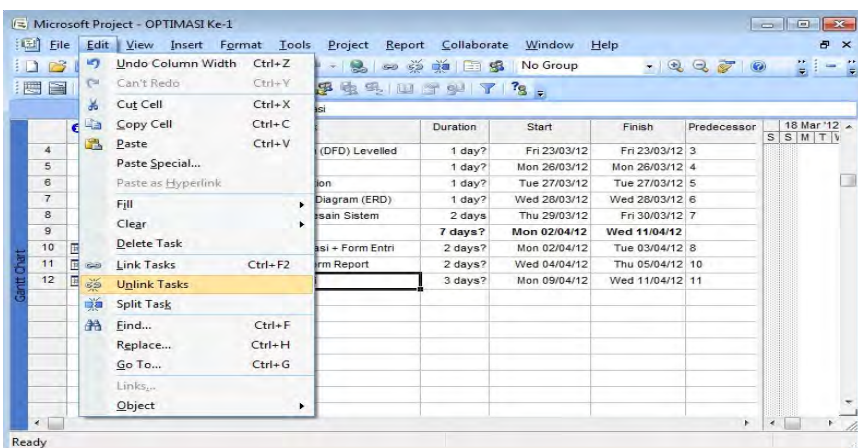 Microsoft Project - OPTIMASI Ke-1
File Edit View Insert Format Tools Project Report Collaborate Window Help
No Group
Undo Column Width Ctrl+Z
Can't Redo Ctrl+Y
Cut Cell Ctrl+X
Copy Cell Ctrl+C
Paste Ctrl+V
Paste Special...
Paste as Hyperlink
Fill
Clear
Delete Task
Link Tasks Ctrl+F2
Unlink Tasks
Split Task
Find... Ctrl+F
Replace... Ctrl+H
Go To... Ctrl+G
Links...
Object
Duration Start Finish Predecessor 18 Mar '12
S S M T
4 (DFD) Levelled 1 day? Fri 23/03/12 Fri 23/03/12 3
5 1 day? Mon 26/03/12 Mon 26/03/12 4
6 ion 1 day? Tue 27/03/12 Tue 27/03/12 5
7 Diagram (ERD) 1 day? Wed 28/03/12 Wed 28/03/12 6
8 esain Sistem 2 days Thu 29/03/12 Fri 30/03/12 7
9 7 days? Mon 02/04/12 Wed 11/04/12
10 asi + Form Entri 2 days? Mon 02/04/12 Tue 03/04/12 8
11 rm Report 2 days? Wed 04/04/12 Thu 05/04/12 10
12 3 days? Mon 09/04/12 Wed 11/04/12 11
Gantt Chart
Ready